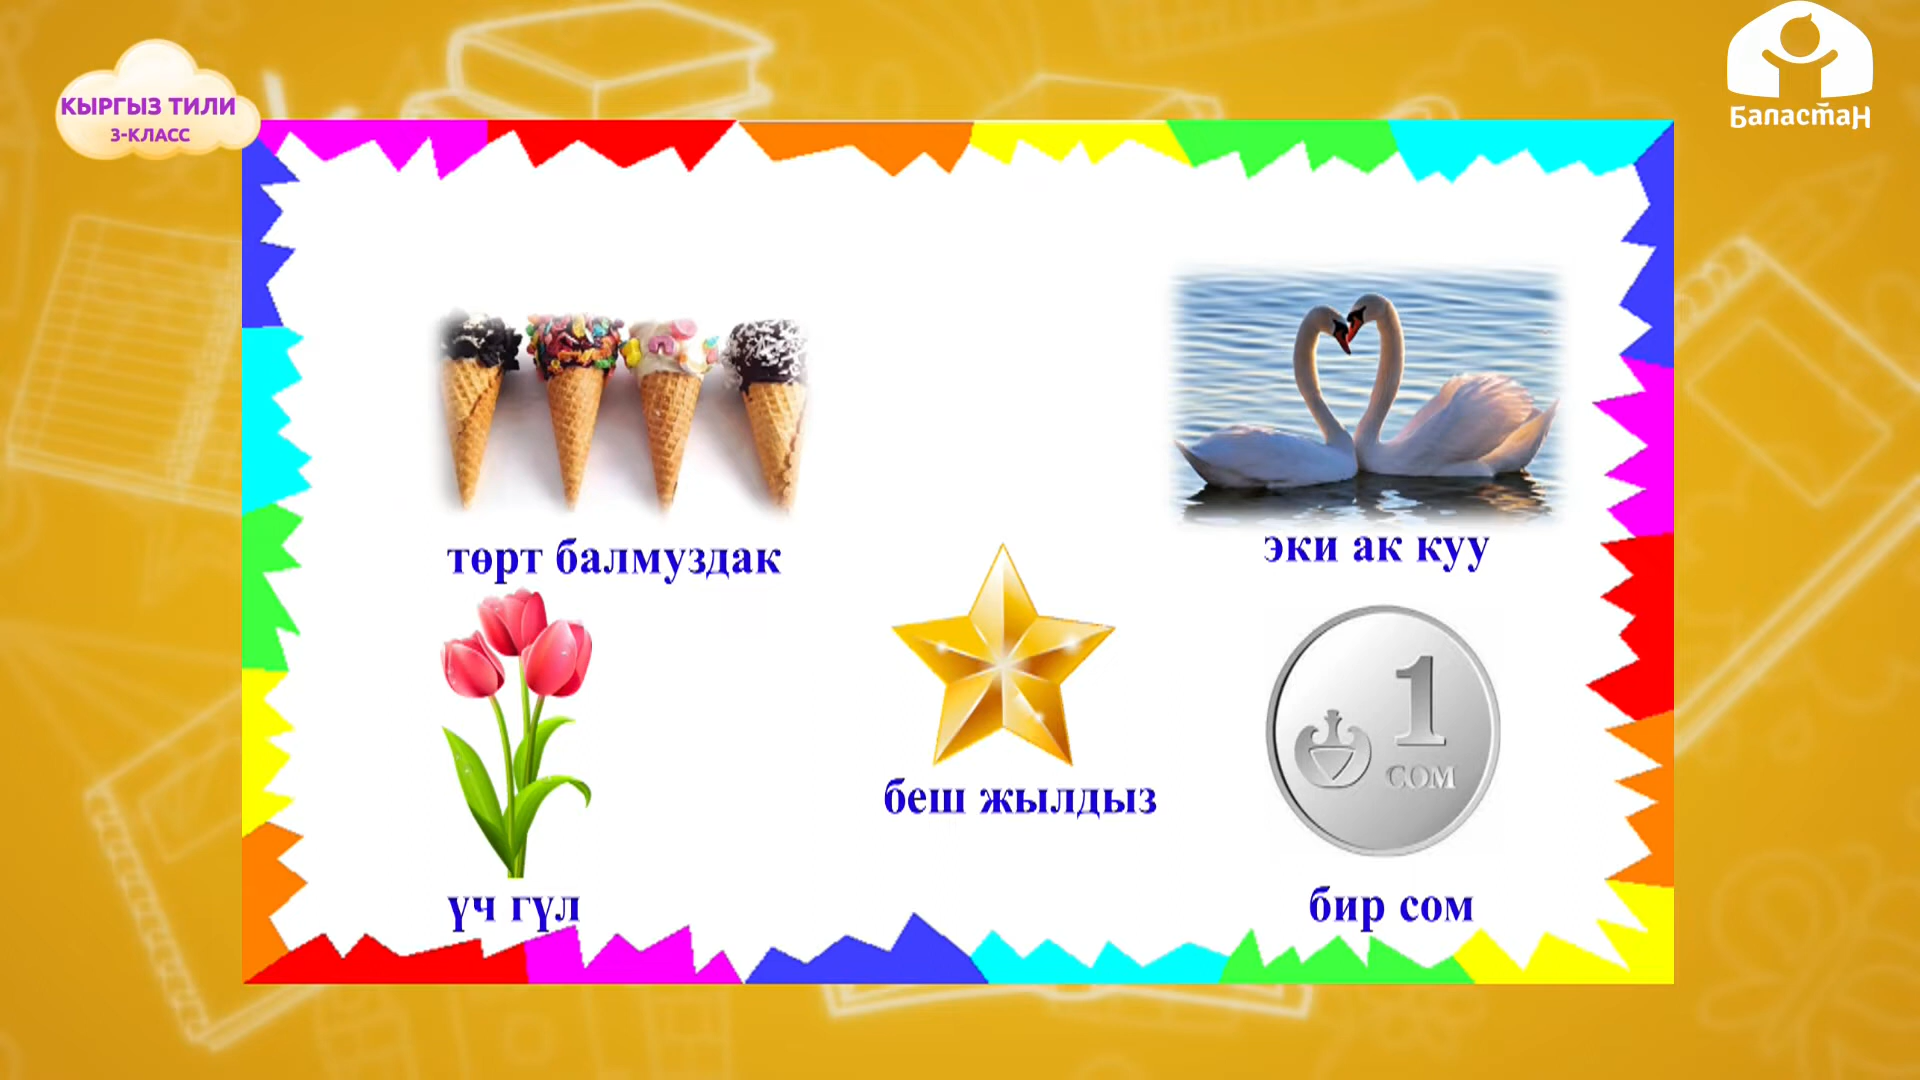 КЫРГЫЗ ТИЛИ
3-КЛАСС
Баластан
төрт балмуздак
эки ак куу
1
СОМ
беш жылдыз
үч гүл
бир сом